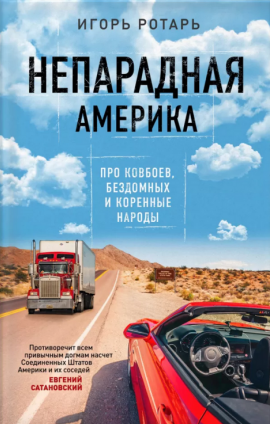 ИГОРЬ РОТАРЬ
НЕПАРАДНАЯ
АМЕРИКА
ПРО КОВБОЕВ,
БЕЗДОМНЫХ
И КОРЕННЫЕ
НАРОДЫ
Противоречит всем
привычным догмам насчет
Соединенных Штатов
Америки и их соседей
ЕВГЕНИЙ
САТАНОВСКИЙ